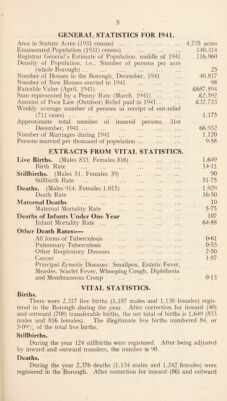 5
GENERAL STATISTICS FOR 1941.
Area in Statute Acres (1931 census) ... ... ... ... 4,735 acres
Enumerated Population (1931) census) ... ... ... 140,314
Registrar General's Estimate of Population, middle of 1941 116,860
Density of Population, i.e., Number of persons per acre
(whole Borough) ... ... ... ... ... ... 25
Number of Houses in the Borough, December, 1941 ... 40,817
Number of New Houses erected in 1941 ... ... ... 98
Rateable Value (April, 1941) ... ... ... ... £687,894
Sum represented by a Penny Rate (March, 1941) ... £2,592
Amount of Poor Law (Outdoor) Relief paid in 1941... £32,733
Weekly average number of persons in receipt of out-relief
(711 cases) ... ... ... ... ... ... 1,175
Approximate total number of insured persons, 31st
December, 1941 ... ... ... ... ... ... 66,932
Number of Marriages during 1941 ... ... ... ... 1,120
Persons married per thousand of population ... ... 9·58
EXTRACTS FROM VITAL STATISTICS.
Live Births. (Males 833, Females 816) ... ... ... 1,649
Birth Rate ... ... ... ... ... 14·11
Stillbirths. (Males 51, Females 39) ... ... ... 90
Stillbirth Rate ... ... ... ... 51·75
Deaths. (Males 914, Females 1,015) ... ... ... 1,929
Death Rate ... ... ... ... ... 16·50
Maternal Deaths ... ... ... ... ... 10
Maternal Mortality Rate ... ... ... ... 5·75
Deaths of Infants Under One Year ... ... ... 107
Infant Mortality Rate ... ... ... ... 64·88
Other Death Rates:—
All forms of Tuberculosis ... ... ... ... 0·61
Pulmonary Tuberculosis ... ... ... ... 0·53
Other Respiratory Diseases ... ... ... ... 2·50
Cancer ... ... ... ... ... ... 1·87
Principal Zymotic Diseases: Smallpox, Enteric Fever,
Measles, Scarlet Fever, Whooping Cough, Diphtheria
and Membranous Croup ... ... ... ... 0·13
VITAL STATISTICS.
Births.
There were 2,317 live births (1,187 males and 1,130 females) regis-
tered in the Borough during the year. After correction for inward (40)
and outward (708) transferable births, the net total of births is 1,649 (833
males and 816 females). The illegitimate live births numbered 84, or
5·09% of the total live births.
Stillbirths.
During the year 124 stillbirths were registered. After being adjusted
by inward and outward transfers, the number is 90.
Deaths.
During the year 2,376 deaths (1,134 males and 1,242 females) were
registered in the Borough. After correction for inward (86) and outward